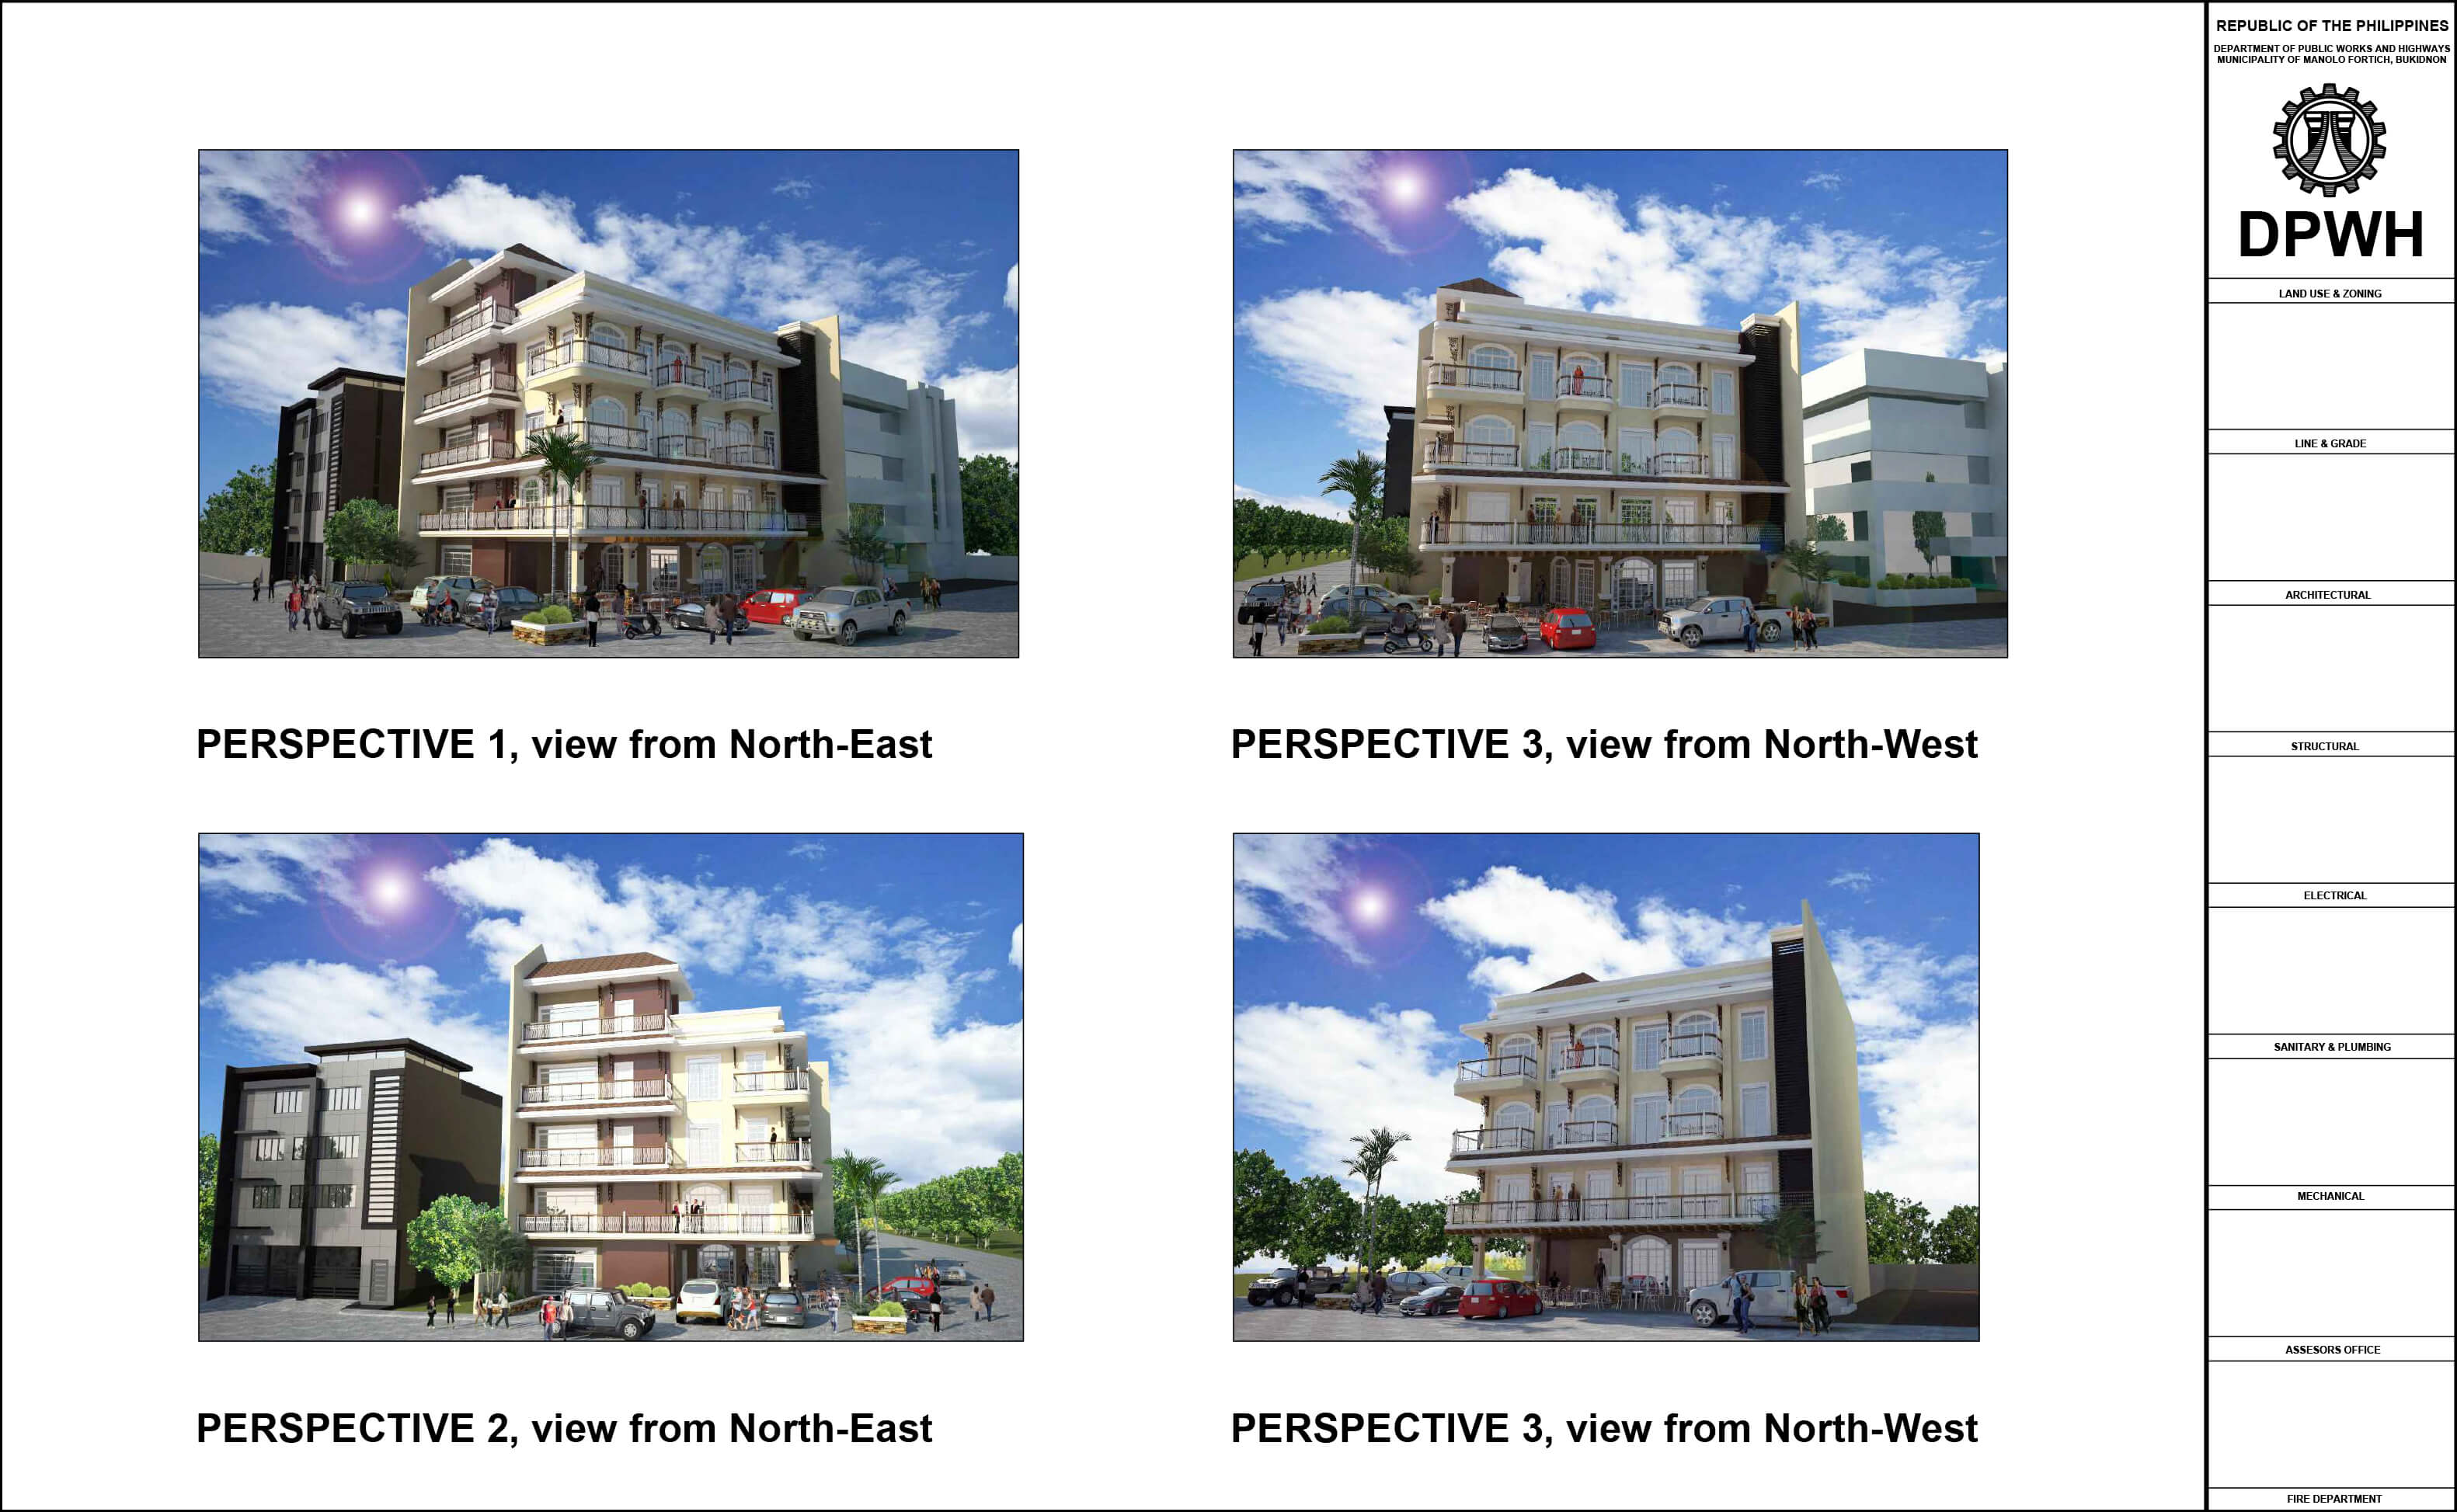 PERSPECTIVE 1, view from North-East
PERSPECTIVE 3, view from North-West
PERSPECTIVE 2, view from North-East
PERSPECTIVE 3, view from North-West
REPUBLIC OF THE PHILIPPINES
DEPARTMENT OF PUBLIC WORKS AND HIGHWAYS
MUNICIPALITY OF MANOLO FORTICH, BUKIDNON
DPWH
LAND USE & ZONING
LINE & GRADE
ARCHITECTURAL
STRUCTURAL
ELECTRICAL
SANITARY & PLUMBING
MECHANICAL
ASSESORS OFFICE
FIRE DEPARTMENT